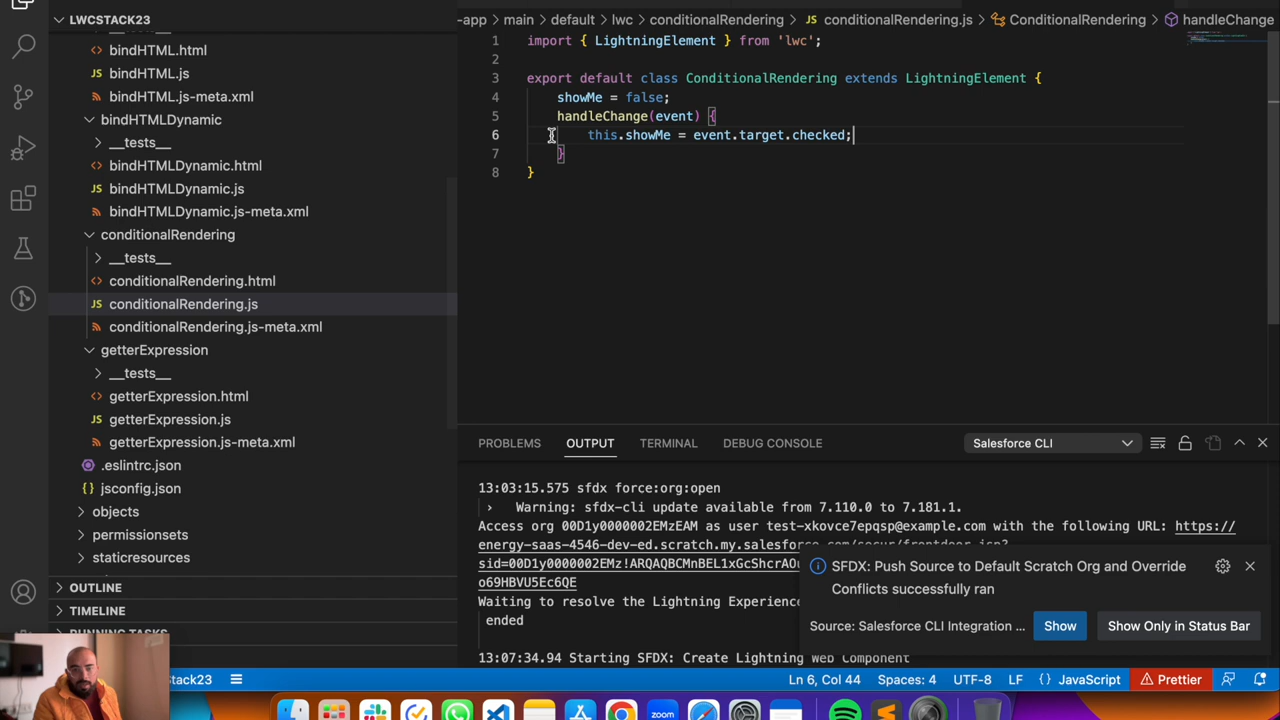 LWCSTACK23
bindHTML.html
bindHTML.js
bindHTML.js-meta.xml
bindHTMLDynamic
__tests__
bindHTMLDynamic.html
bindHTMLDynamic.js
bindHTMLDynamic.js-meta.xml
conditionalRendering
__tests__
conditionalRendering.html
conditionalRendering.js
conditionalRendering.js-meta.xml
getterExpression
__tests__
getterExpression.html
getterExpression.js
getterExpression.js-meta.xml
.eslintrc.json
jsconfig.json
objects
permissionsets
staticresources
OUTLINE
TIMELINE
RUNNING TASKS
-app > main > default > lwc > conditionalRendering > JS conditionalRendering.js > ConditionalRendering > handleChange
1 import { LightningElement } from 'lwc';
2
3 export default class ConditionalRendering extends LightningElement {
4 showMe = false;
5 handleChange(event) {
6 this.showMe = event.target.checked;
7 }
8 }
PROBLEMS OUTPUT TERMINAL DEBUG CONSOLE Salesforce CLI
13:03:15.575 sfdx force:org:open
› Warning: sfdx-cli update available from 7.110.0 to 7.181.1.
Access org 00D1y0000002EMzEAM as user test-xkovce7epqsp@example.com with the following URL: https://
energy-saas-4546-dev-ed.scratch.my.salesforce.com/secur/frontdoor.jsp?
o69HBVU5Ec6QE
Waiting to resolve the Lightning Experience
ended
13:07:34.94 Starting SFDX: Create Lightning Web Component
SFDX: Push Source to Default Scratch Org and Override
Conflicts successfully ran
Source: Salesforce CLI Integration ... Show Show Only in Status Bar
Stack23 Ln 6, Col 44 Spaces: 4 UTF-8 LF {} JavaScript Prettier
zoom